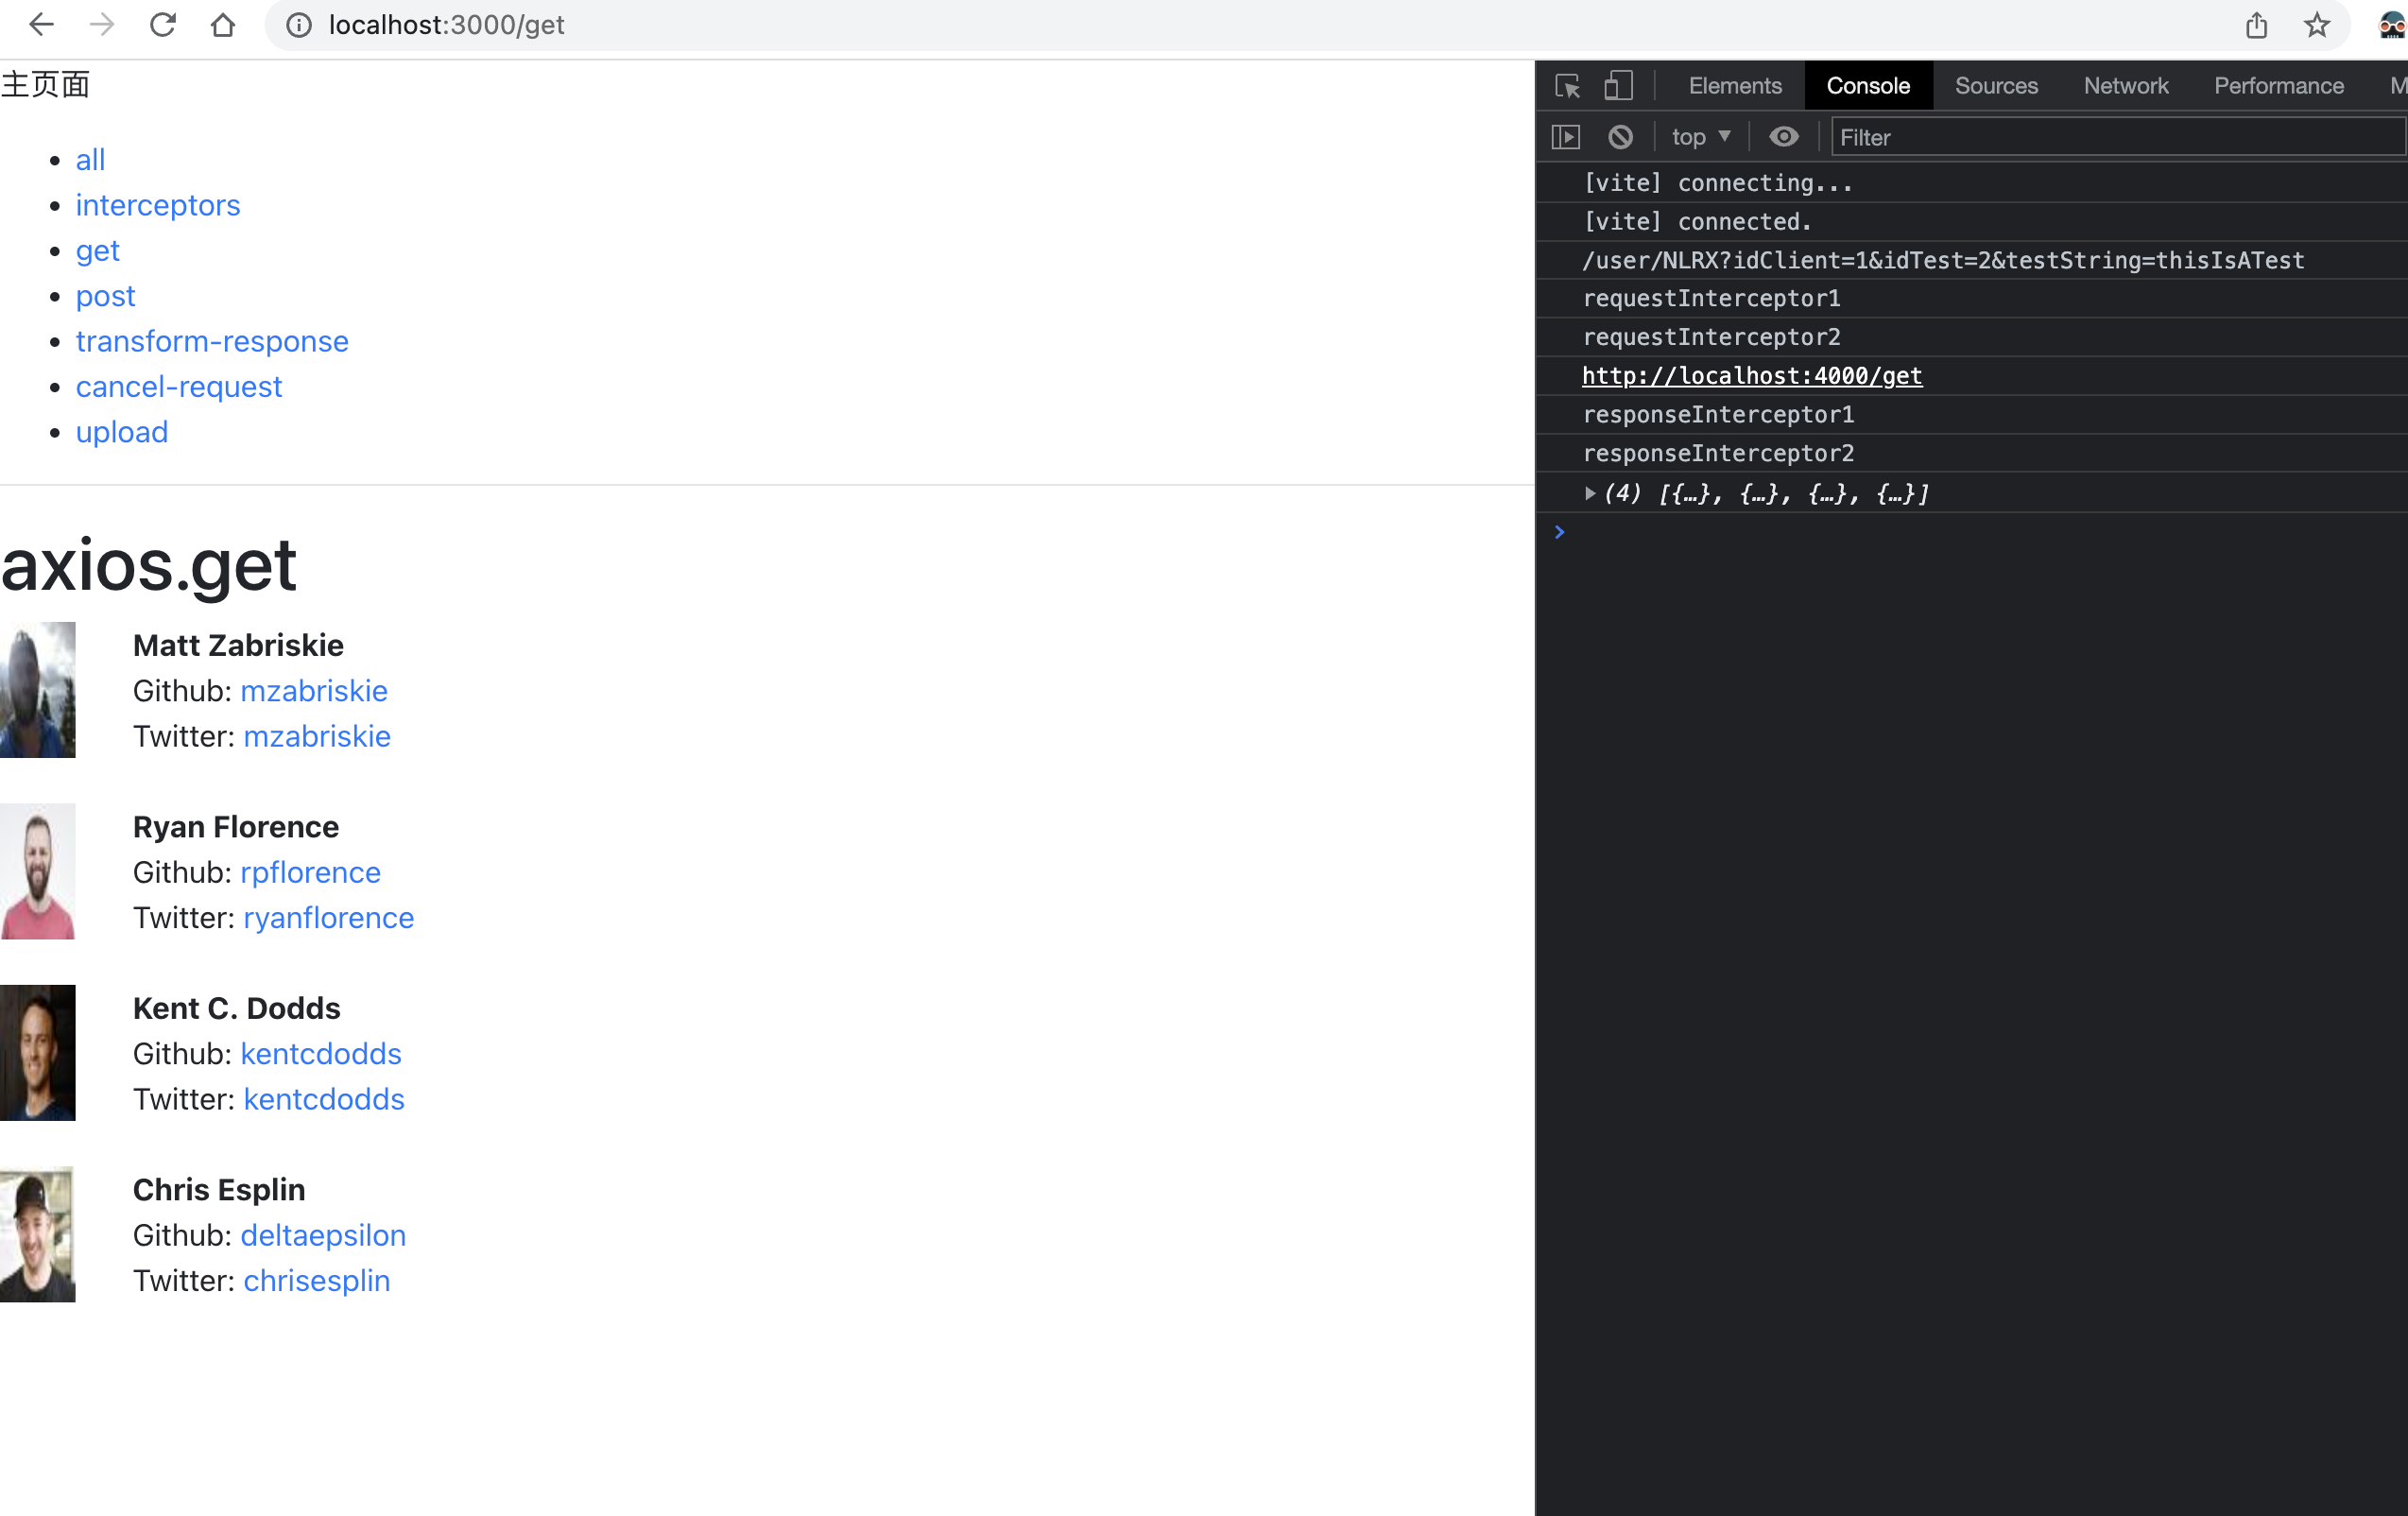 localhost:3000/get
主页面
all
interceptors
get
post
transform-response
cancel-request
upload
axios.get
Matt Zabriskie
Github: mzabriskie
Twitter: mzabriskie
Ryan Florence
Github: rpflorence
Twitter: ryanflorence
Kent C. Dodds
Github: kentcdodds
Twitter: kentcdodds
Chris Esplin
Github: deltaepsilon
Twitter: chrisesplin
Elements Console Sources Network Performance M
top Filter
[vite] connecting...
[vite] connected.
/user/NLRX?idClient=1&idTest=2&testString=thisIsATest
requestInterceptor1
requestInterceptor2
http://localhost:4000/get
responseInterceptor1
responseInterceptor2
(4) [{…}, {…}, {…}, {…}]